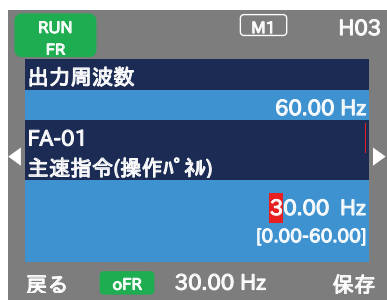 RUN M1 H03
FR
出力周波数
60.00 Hz
FA-01
主速指令(操作ﾊﾟﾈﾙ)
30.00 Hz
[0.00-60.00]
戻る oFR 30.00 Hz 保存